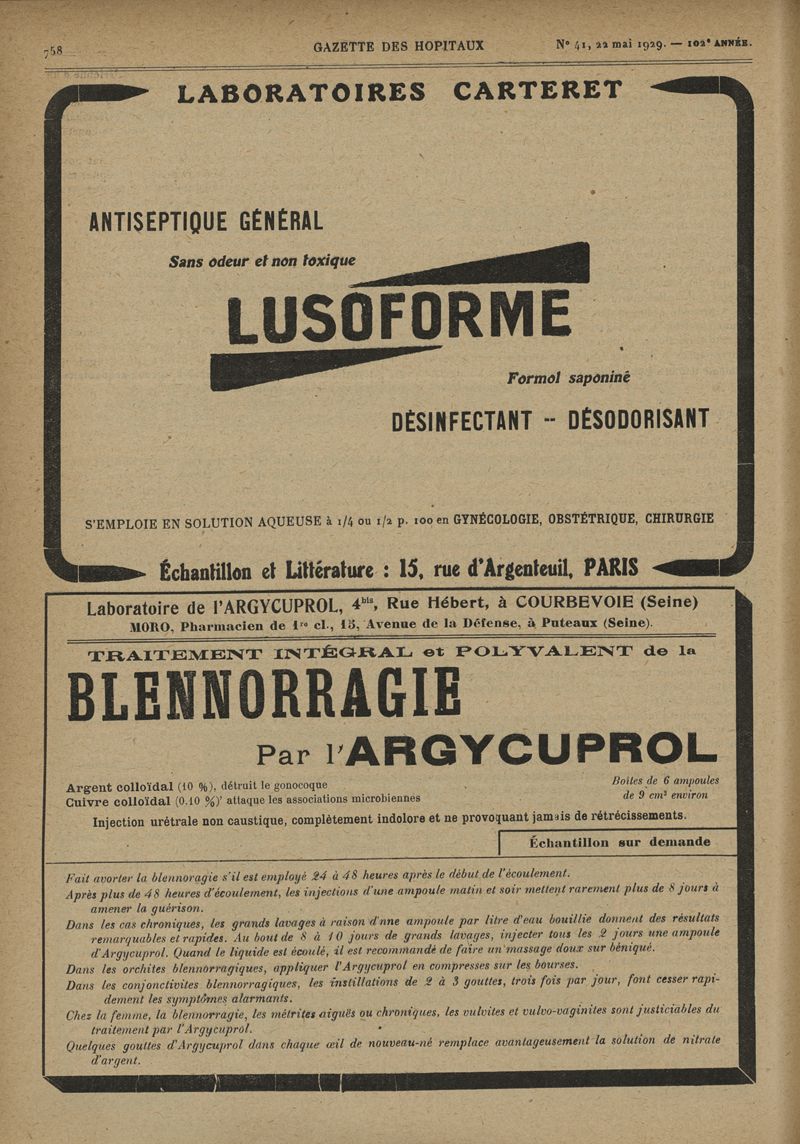 758
GAZETTE DES HOPITAUX
N° 41, 22 mai 1929. — 102e ANNÉE.
LABORATOIRES CARTERET
ANTISEPTIQUE GÉNÉRAL
Sans odeur et non toxique
LUSOFORME
Formol saponiné
DÉSINFECTANT -- DÉSODORISANT
S'EMPLOIE EN SOLUTION AQUEUSE à 1/4 ou 1/2 p. 100 en GYNÉCOLOGIE, OBSTÉTRIQUE, CHIRURGIE
Échantillon et Littérature : 15, rue d'Argenteuil, PARIS
Laboratoire de l'ARGYCUPROL, 4bis, Rue Hébert, à COURBEVOIE (Seine)
MORO, Pharmacien de 1re cl., 15, Avenue de la Défense, à Puteaux (Seine).
TRAITEMENT INTÉGRAL et POLYVALENT de la
BLENNORRAGIE
Par l'ARGYCUPROL
Argent colloïdal (10 %), détruit le gonocoque
Cuivre colloïdal (0.10 %)' attaque les associations microbiennes
Boîtes de 6 ampoules
de 9 cm3 environ
Injection urétrale non caustique, complètement indolore et ne provoquant jamais de rétrécissements.
Échantillon sur demande
Fait avorter la blennoragie s'il est employé 24 à 48 heures après le début de l'écoulement.
Après plus de 48 heures d'écoulement, les injections d'une ampoule matin et soir mettent rarement plus de 8 jours à
amener la guérison.
Dans les cas chroniques, les grands lavages à raison d'nne ampoule par litre d'eau bouillie donnent des résultats
remarquables et rapides. Au bout de 8 à 10 jours de grands lavages, injecter tous les 2 jours une ampoule
d'Argycuprol. Quand le liquide est écoulé, il est recommandé de faire un massage doux sur béniqué.
Dans les orchites blennorragiques, appliquer l'Argycuprol en compresses sur les bourses.
Dans les conjonctivites blennorragiques, les instillations de 2 à 3 gouttes, trois fois par jour, font cesser rapi-
dement les symptômes alarmants.
Chez la femme, la blennorragie, les métrites aiguës ou chroniques, les vulvites et vulvo-vaginites sont justiciables du
traitement par l'Argycuprol.
Quelques gouttes d'Argycuprol dans chaque œil de nouveau-né remplace avantageusement la solution de nitrate
d'argent.